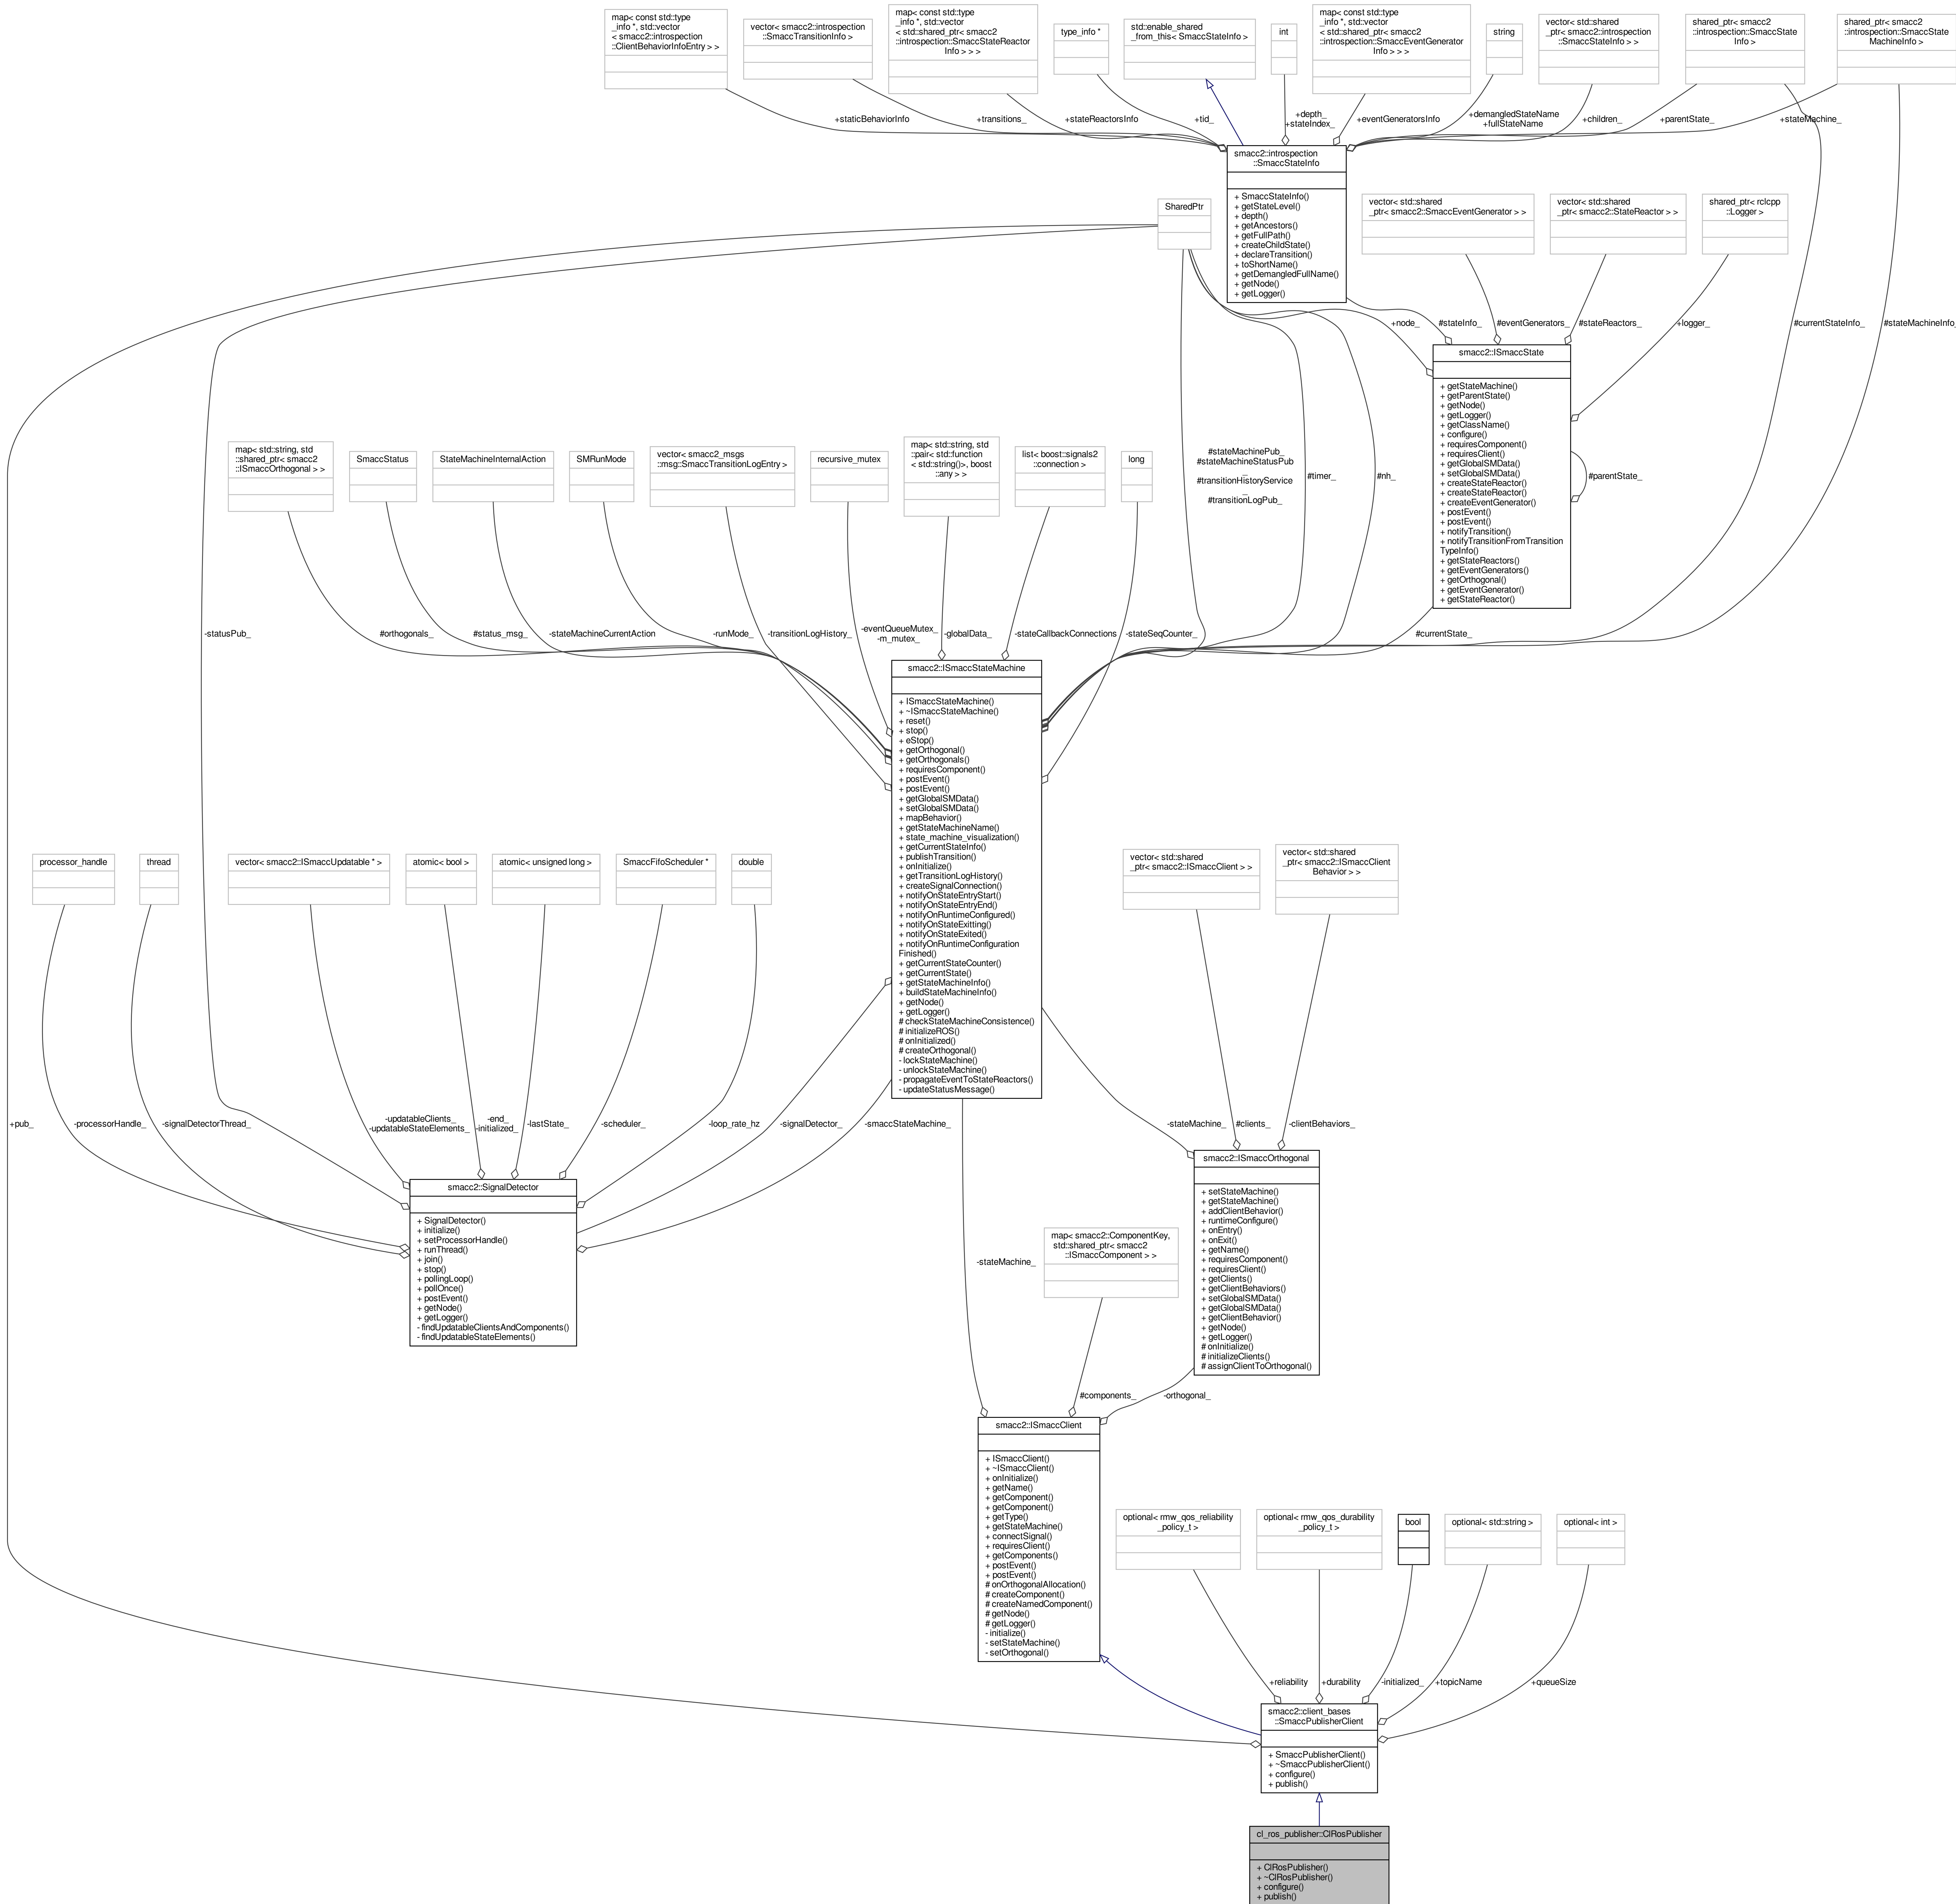 map< const std::type
_info *, std::vector
< smacc2::introspection
::ClientBehaviorInfoEntry > >
vector< smacc2::introspection
::SmaccTransitionInfo >
map< const std::type
_info *, std::vector
< std::shared_ptr< smacc2
::introspection::SmaccStateReactor
Info > > >
type_info *
std::enable_shared
_from_this< SmaccStateInfo >
int
map< const std::type
_info *, std::vector
< std::shared_ptr< smacc2
::introspection::SmaccEventGenerator
Info > > >
string
vector< std::shared
_ptr< smacc2::introspection
::SmaccStateInfo > >
shared_ptr< smacc2
::introspection::SmaccState
Info >
shared_ptr< smacc2
::introspection::SmaccState
MachineInfo >
+staticBehaviorInfo
+transitions_
+stateReactorsInfo
+tid_
+depth_
+stateIndex_
+eventGeneratorsInfo
+demangledStateName
+fullStateName
+children_
+parentState_
+stateMachine_
smacc2::introspection
::SmaccStateInfo
+ SmaccStateInfo()
+ getStateLevel()
+ depth()
+ getAncestors()
+ getFullPath()
+ createChildState()
+ declareTransition()
+ toShortName()
+ getDemangledFullName()
+ getNode()
+ getLogger()
SharedPtr
vector< std::shared
_ptr< smacc2::SmaccEventGenerator > >
vector< std::shared
_ptr< smacc2::StateReactor > >
shared_ptr< rclcpp
::Logger >
+node_
#stateInfo_
#eventGenerators_
#stateReactors_
+logger_
#currentStateInfo_
#stateMachineInfo_
smacc2::ISmaccState
+ getStateMachine()
+ getParentState()
+ getNode()
+ getLogger()
+ getClassName()
+ configure()
+ requiresComponent()
+ requiresClient()
+ getGlobalSMData()
+ setGlobalSMData()
+ createStateReactor()
+ createStateReactor()
+ createEventGenerator()
+ postEvent()
+ postEvent()
+ notifyTransition()
+ notifyTransitionFromTransition
TypeInfo()
+ getStateReactors()
+ getEventGenerators()
+ getOrthogonal()
+ getEventGenerator()
+ getStateReactor()
#parentState_
map< std::string, std
::shared_ptr< smacc2
::ISmaccOrthogonal > >
SmaccStatus
StateMachineInternalAction
SMRunMode
vector< smacc2_msgs
::msg::SmaccTransitionLogEntry >
recursive_mutex
map< std::string, std
::pair< std::function
< std::string()>, boost
::any > >
list< boost::signals2
::connection >
long
#stateMachinePub_
#stateMachineStatusPub
_
#transitionHistoryService
_
#transitionLogPub_
#timer_
#nh_
-statusPub_
#orthogonals_
#status_msg_
-stateMachineCurrentAction
-runMode_
-transitionLogHistory_
-eventQueueMutex_
-m_mutex_
-globalData_
-stateCallbackConnections
-stateSeqCounter_
#currentState_
smacc2::ISmaccStateMachine
+ ISmaccStateMachine()
+ ~ISmaccStateMachine()
+ reset()
+ stop()
+ eStop()
+ getOrthogonal()
+ getOrthogonals()
+ requiresComponent()
+ postEvent()
+ postEvent()
+ getGlobalSMData()
+ setGlobalSMData()
+ mapBehavior()
+ getStateMachineName()
+ state_machine_visualization()
+ getCurrentStateInfo()
+ publishTransition()
+ onInitialize()
+ getTransitionLogHistory()
+ createSignalConnection()
+ notifyOnStateEntryStart()
+ notifyOnStateEntryEnd()
+ notifyOnRuntimeConfigured()
+ notifyOnStateExitting()
+ notifyOnStateExited()
+ notifyOnRuntimeConfiguration
Finished()
+ getCurrentStateCounter()
+ getCurrentState()
+ getStateMachineInfo()
+ buildStateMachineInfo()
+ getNode()
+ getLogger()
# checkStateMachineConsistence()
# initializeROS()
# onInitialized()
# createOrthogonal()
- lockStateMachine()
- unlockStateMachine()
- propagateEventToStateReactors()
- updateStatusMessage()
processor_handle
thread
vector< smacc2::ISmaccUpdatable * >
atomic< bool >
atomic< unsigned long >
SmaccFifoScheduler *
double
vector< std::shared
_ptr< smacc2::ISmaccClient > >
vector< std::shared
_ptr< smacc2::ISmaccClient
Behavior > >
+pub_
-processorHandle_
-signalDetectorThread_
-updatableClients_
-updatableStateElements_
-end_
-initialized_
-lastState_
-scheduler_
-loop_rate_hz
-signalDetector_
-smaccStateMachine_
-stateMachine_
#clients_
-clientBehaviors_
smacc2::SignalDetector
+ SignalDetector()
+ initialize()
+ setProcessorHandle()
+ runThread()
+ join()
+ stop()
+ pollingLoop()
+ pollOnce()
+ postEvent()
+ getNode()
+ getLogger()
- findUpdatableClientsAndComponents()
- findUpdatableStateElements()
smacc2::ISmaccOrthogonal
+ setStateMachine()
+ getStateMachine()
+ addClientBehavior()
+ runtimeConfigure()
+ onEntry()
+ onExit()
+ getName()
+ requiresComponent()
+ requiresClient()
+ getClients()
+ getClientBehaviors()
+ setGlobalSMData()
+ getGlobalSMData()
+ getClientBehavior()
+ getNode()
+ getLogger()
# onInitialize()
# initializeClients()
# assignClientToOrthogonal()
-stateMachine_
map< smacc2::ComponentKey,
std::shared_ptr< smacc2
::ISmaccComponent > >
#components_
-orthogonal_
smacc2::ISmaccClient
+ ISmaccClient()
+ ~ISmaccClient()
+ onInitialize()
+ getName()
+ getComponent()
+ getComponent()
+ getType()
+ getStateMachine()
+ connectSignal()
+ requiresClient()
+ getComponents()
+ postEvent()
+ postEvent()
# onOrthogonalAllocation()
# createComponent()
# createNamedComponent()
# getNode()
# getLogger()
- initialize()
- setStateMachine()
- setOrthogonal()
optional< rmw_qos_reliability
_policy_t >
optional< rmw_qos_durability
_policy_t >
bool
optional< std::string >
optional< int >
+reliability
+durability
-initialized_
+topicName
+queueSize
smacc2::client_bases
::SmaccPublisherClient
+ SmaccPublisherClient()
+ ~SmaccPublisherClient()
+ configure()
+ publish()
cl_ros_publisher::ClRosPublisher
+ ClRosPublisher()
+ ~ClRosPublisher()
+ configure()
+ publish()